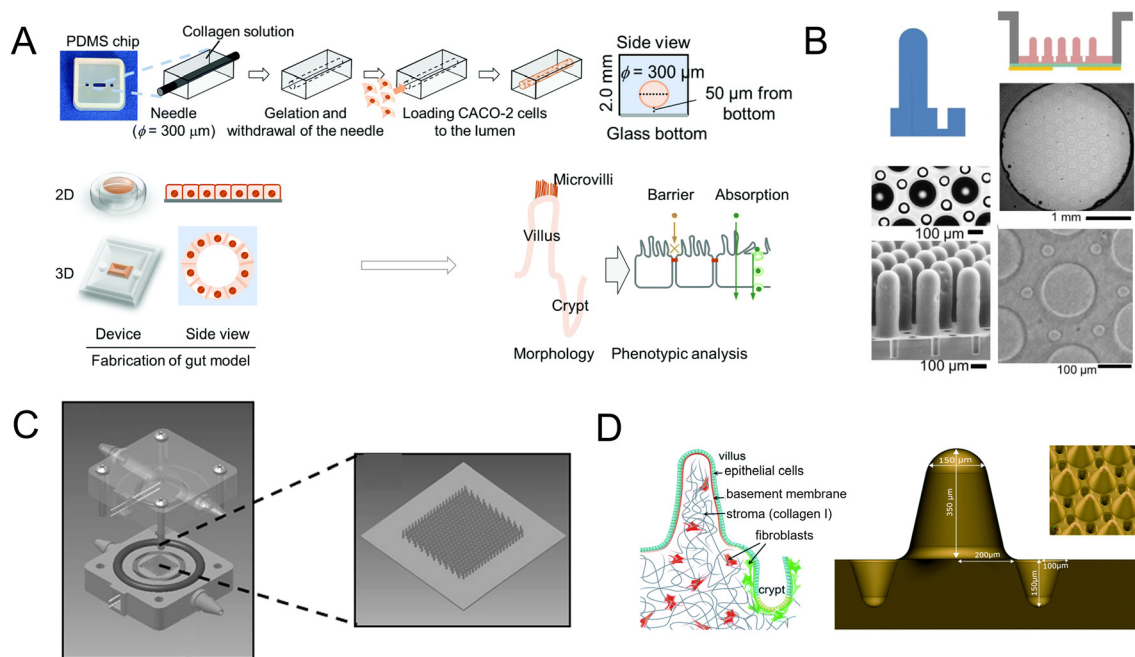 A
PDMS chip
Collagen solution
Needle
(ϕ = 300 μm)
Gelation and
withdrawal of the needle
Loading CACO-2 cells
to the lumen
Side view
2.0 mm
ϕ = 300 μm
50 μm from
bottom
Glass bottom
2D
3D
Device
Side view
Fabrication of gut model
Microvilli
Villus
Crypt
Morphology
Barrier
Absorption
Phenotypic analysis
B
100 μm
100 μm
1 mm
100 μm
C
D
villus
epithelial cells
basement membrane
stroma (collagen I)
fibroblasts
crypt
150 μm
350 μm
200μm
100μm
150μm